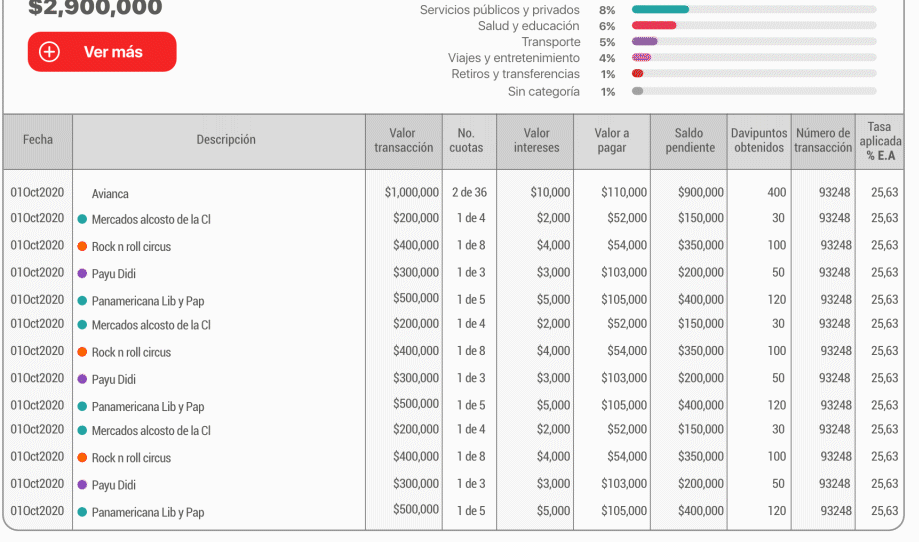 $2,900,000
Ver más
Servicios públicos y privados 8%
Salud y educación 6%
Transporte 5%
Viajes y entretenimiento 4%
Retiros y transferencias 1%
Sin categoría 1%
Fecha Descripción Valor transacción No. cuotas Valor intereses Valor a pagar Saldo pendiente Davipuntos obtenidos Número de transacción Tasa aplicada % E.A
01Oct2020 Avianca $1,000,000 2 de 36 $10,000 $110,000 $900,000 400 93248 25,63
01Oct2020 Mercados alcosto de la Cl $200,000 1 de 4 $2,000 $52,000 $150,000 30 93248 25,63
01Oct2020 Rock n roll circus $400,000 1 de 8 $4,000 $54,000 $350,000 100 93248 25,63
01Oct2020 Payu Didi $300,000 1 de 3 $3,000 $103,000 $200,000 50 93248 25,63
01Oct2020 Panamericana Lib y Pap $500,000 1 de 5 $5,000 $105,000 $400,000 120 93248 25,63
01Oct2020 Mercados alcosto de la Cl $200,000 1 de 4 $2,000 $52,000 $150,000 30 93248 25,63
01Oct2020 Rock n roll circus $400,000 1 de 8 $4,000 $54,000 $350,000 100 93248 25,63
01Oct2020 Payu Didi $300,000 1 de 3 $3,000 $103,000 $200,000 50 93248 25,63
01Oct2020 Panamericana Lib y Pap $500,000 1 de 5 $5,000 $105,000 $400,000 120 93248 25,63
01Oct2020 Mercados alcosto de la Cl $200,000 1 de 4 $2,000 $52,000 $150,000 30 93248 25,63
01Oct2020 Rock n roll circus $400,000 1 de 8 $4,000 $54,000 $350,000 100 93248 25,63
01Oct2020 Payu Didi $300,000 1 de 3 $3,000 $103,000 $200,000 50 93248 25,63
01Oct2020 Panamericana Lib y Pap $500,000 1 de 5 $5,000 $105,000 $400,000 120 93248 25,63